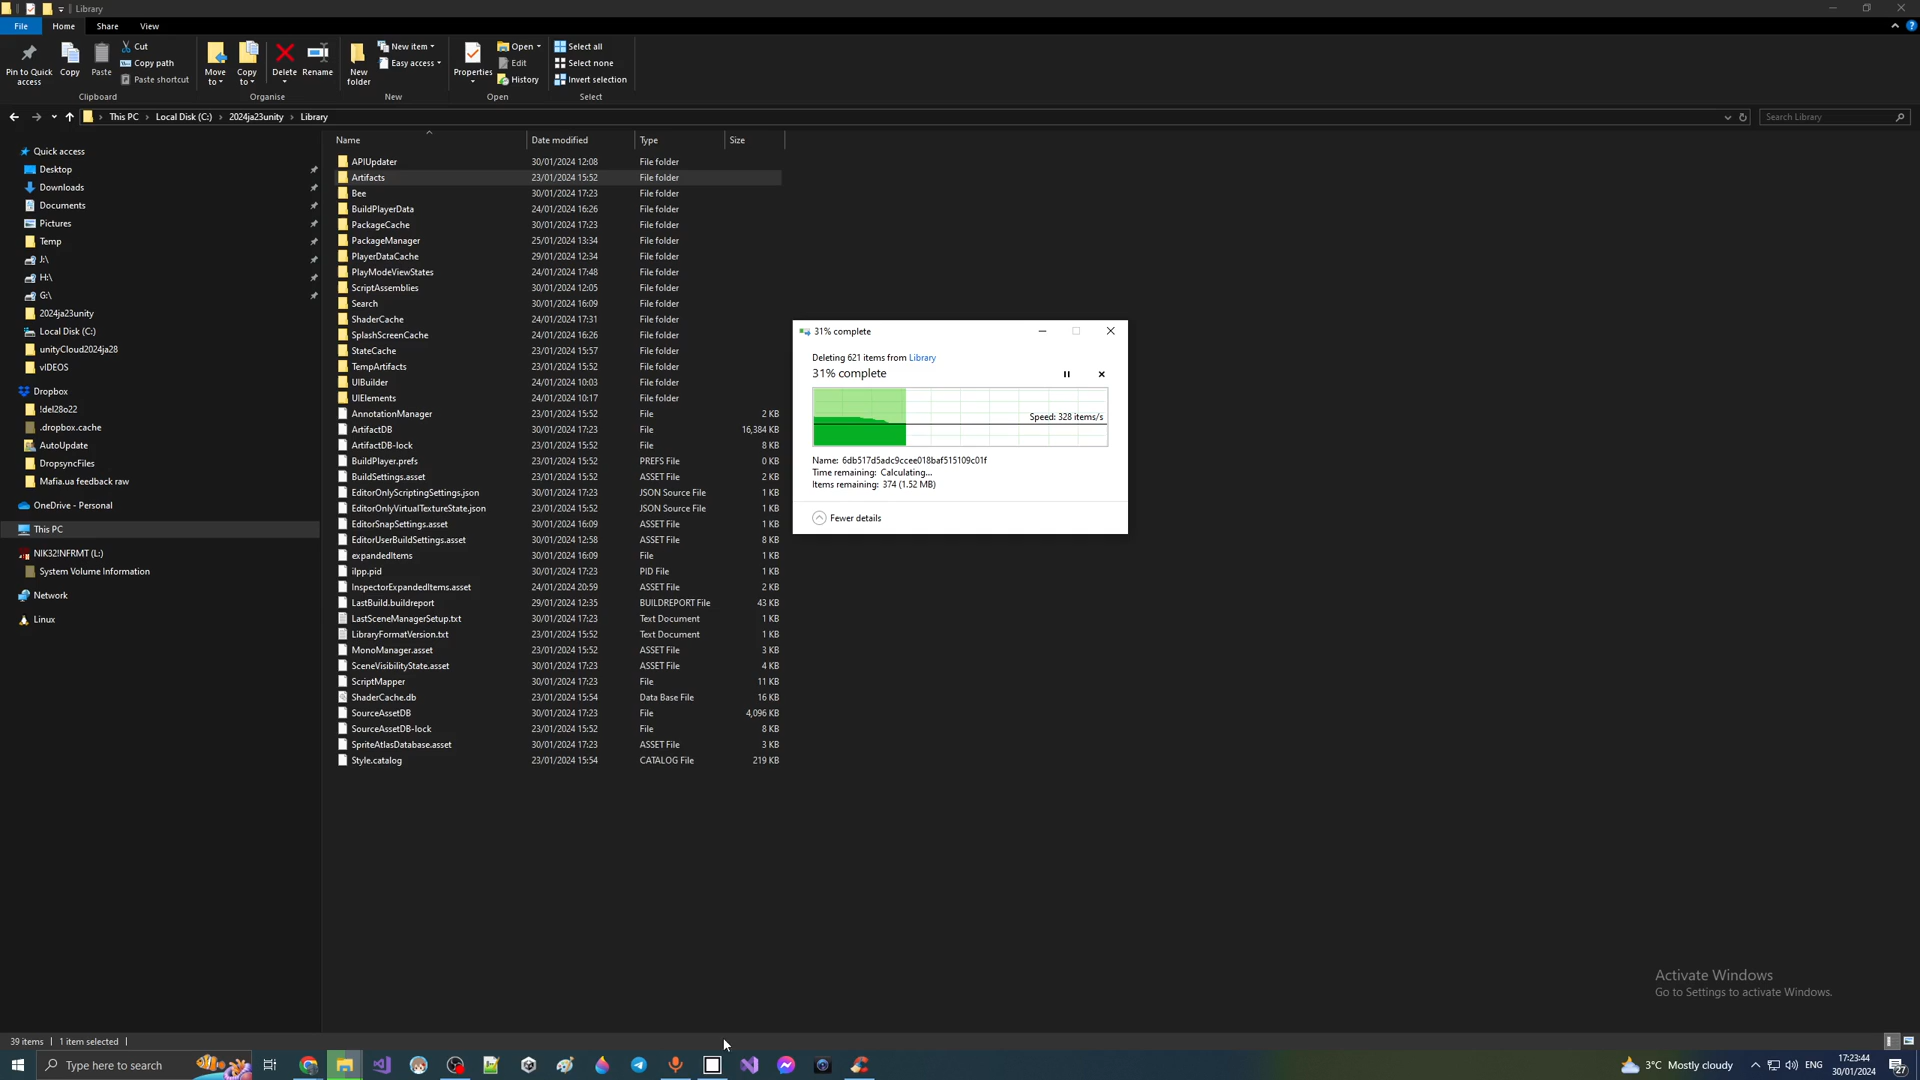 Library
File Home Share View
Pin to Quick access
Copy
Paste
Cut
Copy path
Paste shortcut
Clipboard
Move to
Copy to
Delete
Rename
Organise
New folder
New item
Easy access
New
Properties
Open
Edit
History
Open
Select all
Select none
Invert selection
Select
This PC > Local Disk (C:) > 2024ja23unity > Library
Search Library
Quick access
Desktop
Downloads
Documents
Pictures
Temp
J:\
H:\
G:\
2024ja23unity
Local Disk (C:)
unityCloud2024ja28
vIDEOS
Dropbox
!del28o22
.dropbox.cache
AutoUpdate
DropsyncFiles
Mafia.ua feedback raw
OneDrive - Personal
This PC
NIK32!NFRMT (L:)
System Volume Information
Network
Linux
Name Date modified Type Size
APIUpdater 30/01/2024 12:08 File folder
Artifacts 23/01/2024 15:52 File folder
Bee 30/01/2024 17:23 File folder
BuildPlayerData 24/01/2024 16:26 File folder
PackageCache 30/01/2024 17:23 File folder
PackageManager 25/01/2024 13:34 File folder
PlayerDataCache 29/01/2024 12:34 File folder
PlayModeViewStates 24/01/2024 17:48 File folder
ScriptAssemblies 30/01/2024 12:05 File folder
Search 30/01/2024 16:09 File folder
ShaderCache 24/01/2024 17:31 File folder
SplashScreenCache 24/01/2024 16:26 File folder
StateCache 23/01/2024 15:57 File folder
TempArtifacts 23/01/2024 15:52 File folder
UIBuilder 24/01/2024 10:03 File folder
UIElements 24/01/2024 10:17 File folder
AnnotationManager 23/01/2024 15:52 File 2 KB
ArtifactDB 30/01/2024 17:23 File 16,384 KB
ArtifactDB-lock 23/01/2024 15:52 File 8 KB
BuildPlayer.prefs 23/01/2024 15:52 PREFS File 0 KB
BuildSettings.asset 23/01/2024 15:52 ASSET File 2 KB
EditorOnlyScriptingSettings.json 30/01/2024 17:23 JSON Source File 1 KB
EditorOnlyVirtualTextureState.json 23/01/2024 15:52 JSON Source File 1 KB
EditorSnapSettings.asset 30/01/2024 16:09 ASSET File 1 KB
EditorUserBuildSettings.asset 30/01/2024 12:58 ASSET File 8 KB
expandedItems 30/01/2024 16:09 File 1 KB
ilpp.pid 30/01/2024 17:23 PID File 1 KB
InspectorExpandedItems.asset 24/01/2024 20:59 ASSET File 2 KB
LastBuild.buildreport 29/01/2024 12:35 BUILDREPORT File 43 KB
LastSceneManagerSetup.txt 30/01/2024 17:23 Text Document 1 KB
LibraryFormatVersion.txt 23/01/2024 15:52 Text Document 1 KB
MonoManager.asset 23/01/2024 15:52 ASSET File 3 KB
SceneVisibilityState.asset 30/01/2024 17:23 ASSET File 4 KB
ScriptMapper 30/01/2024 17:23 File 11 KB
ShaderCache.db 23/01/2024 15:54 Data Base File 16 KB
SourceAssetDB 30/01/2024 17:23 File 4,096 KB
SourceAssetDB-lock 23/01/2024 15:52 File 8 KB
SpriteAtlasDatabase.asset 30/01/2024 17:23 ASSET File 3 KB
Style.catalog 23/01/2024 15:54 CATALOG File 219 KB
31% complete
Deleting 621 items from Library
31% complete
Speed: 328 items/s
Name: 6db517d5adc9ccee018baf515109c01f
Time remaining: Calculating...
Items remaining: 374 (1.52 MB)
Fewer details
Activate Windows
Go to Settings to activate Windows.
39 items 1 item selected
Type here to search
3°C Mostly cloudy
ENG
17:23:44
30/01/2024
27